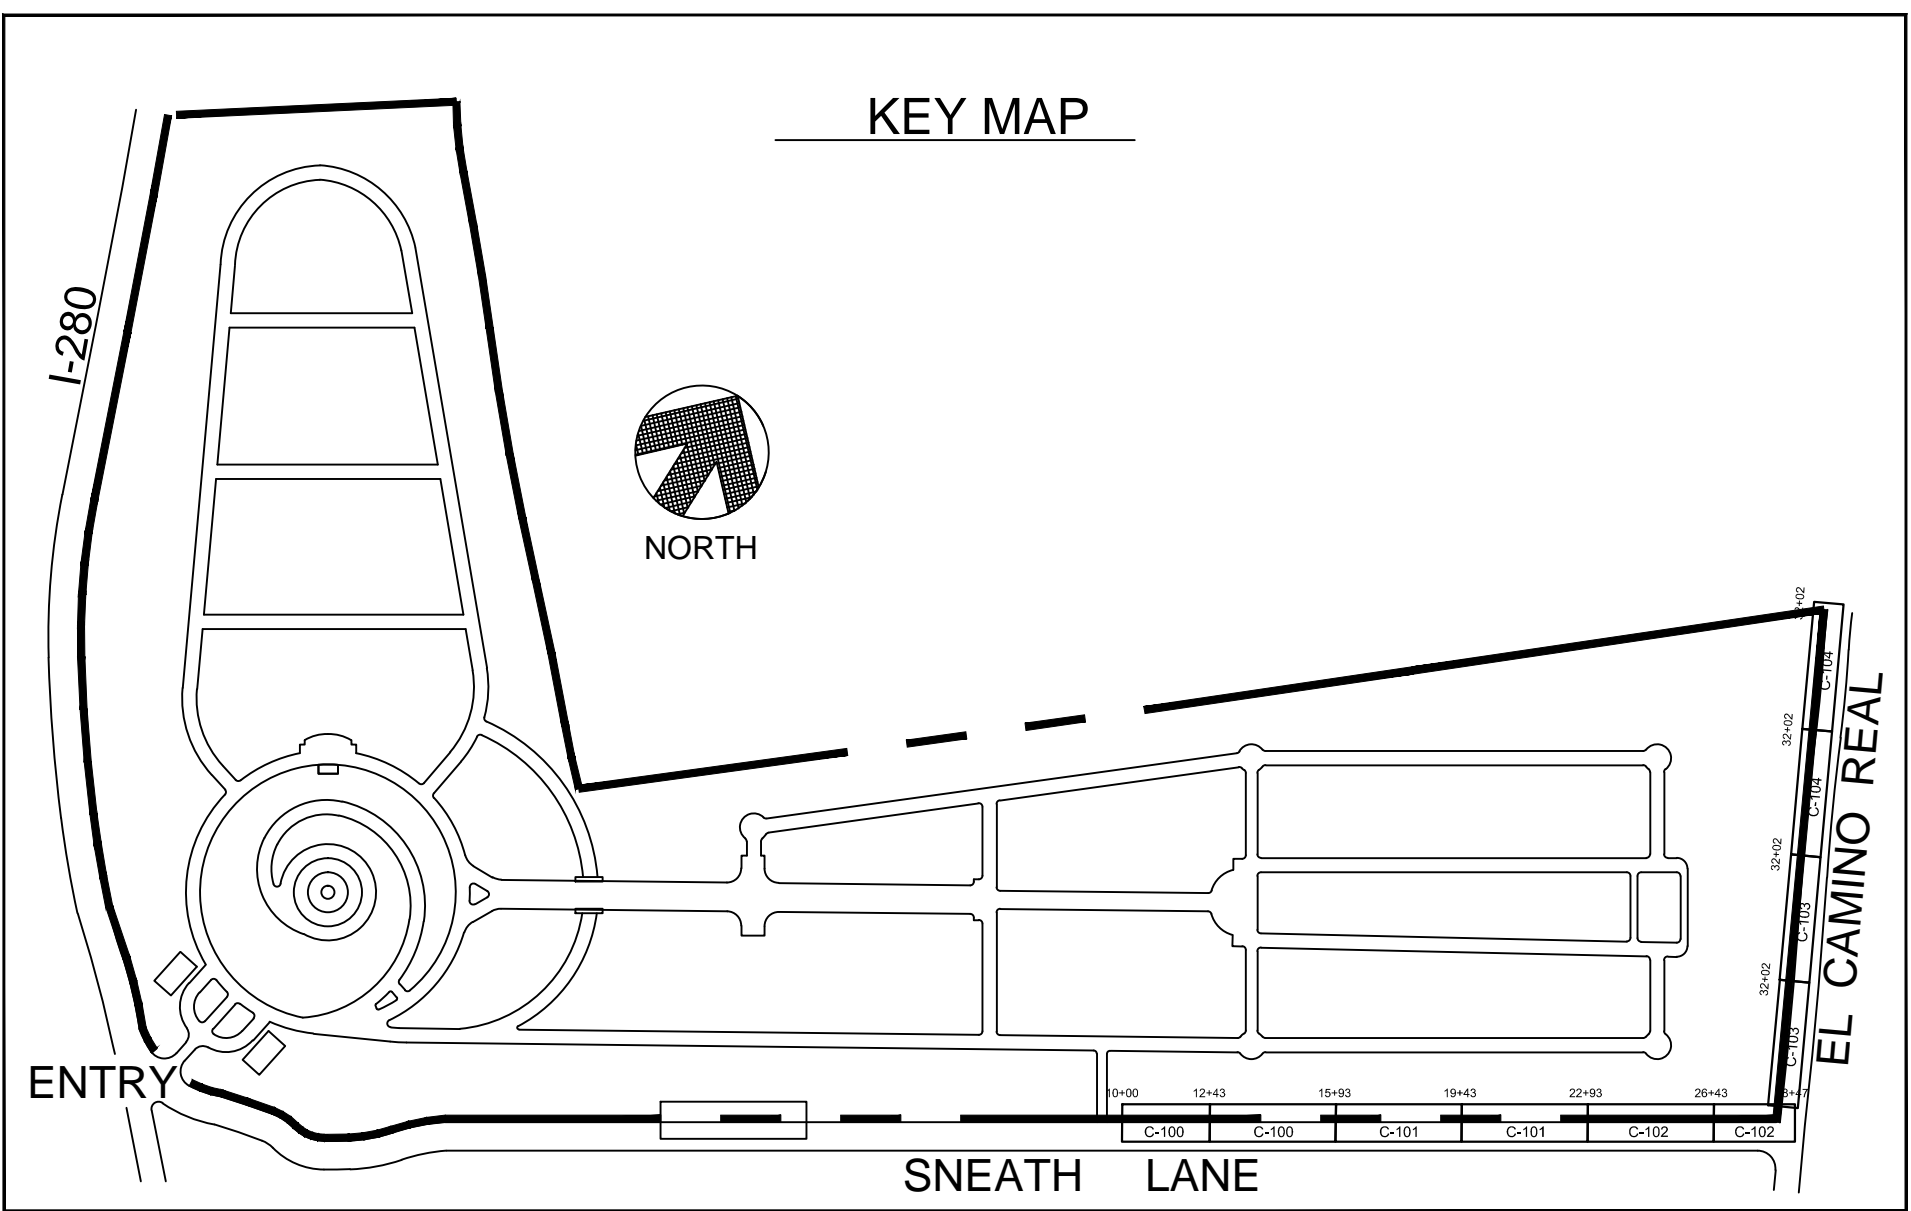 KEY MAP
I-280
NORTH
32+02
C-104
32+02
C-104
32+02
C-103
32+02
C-103
EL CAMINO REAL
ENTRY
10+00 12+43 15+93 19+43 22+93 26+43
C-100 C-100 C-101 C-101 C-102 C-102
SNEATH LANE